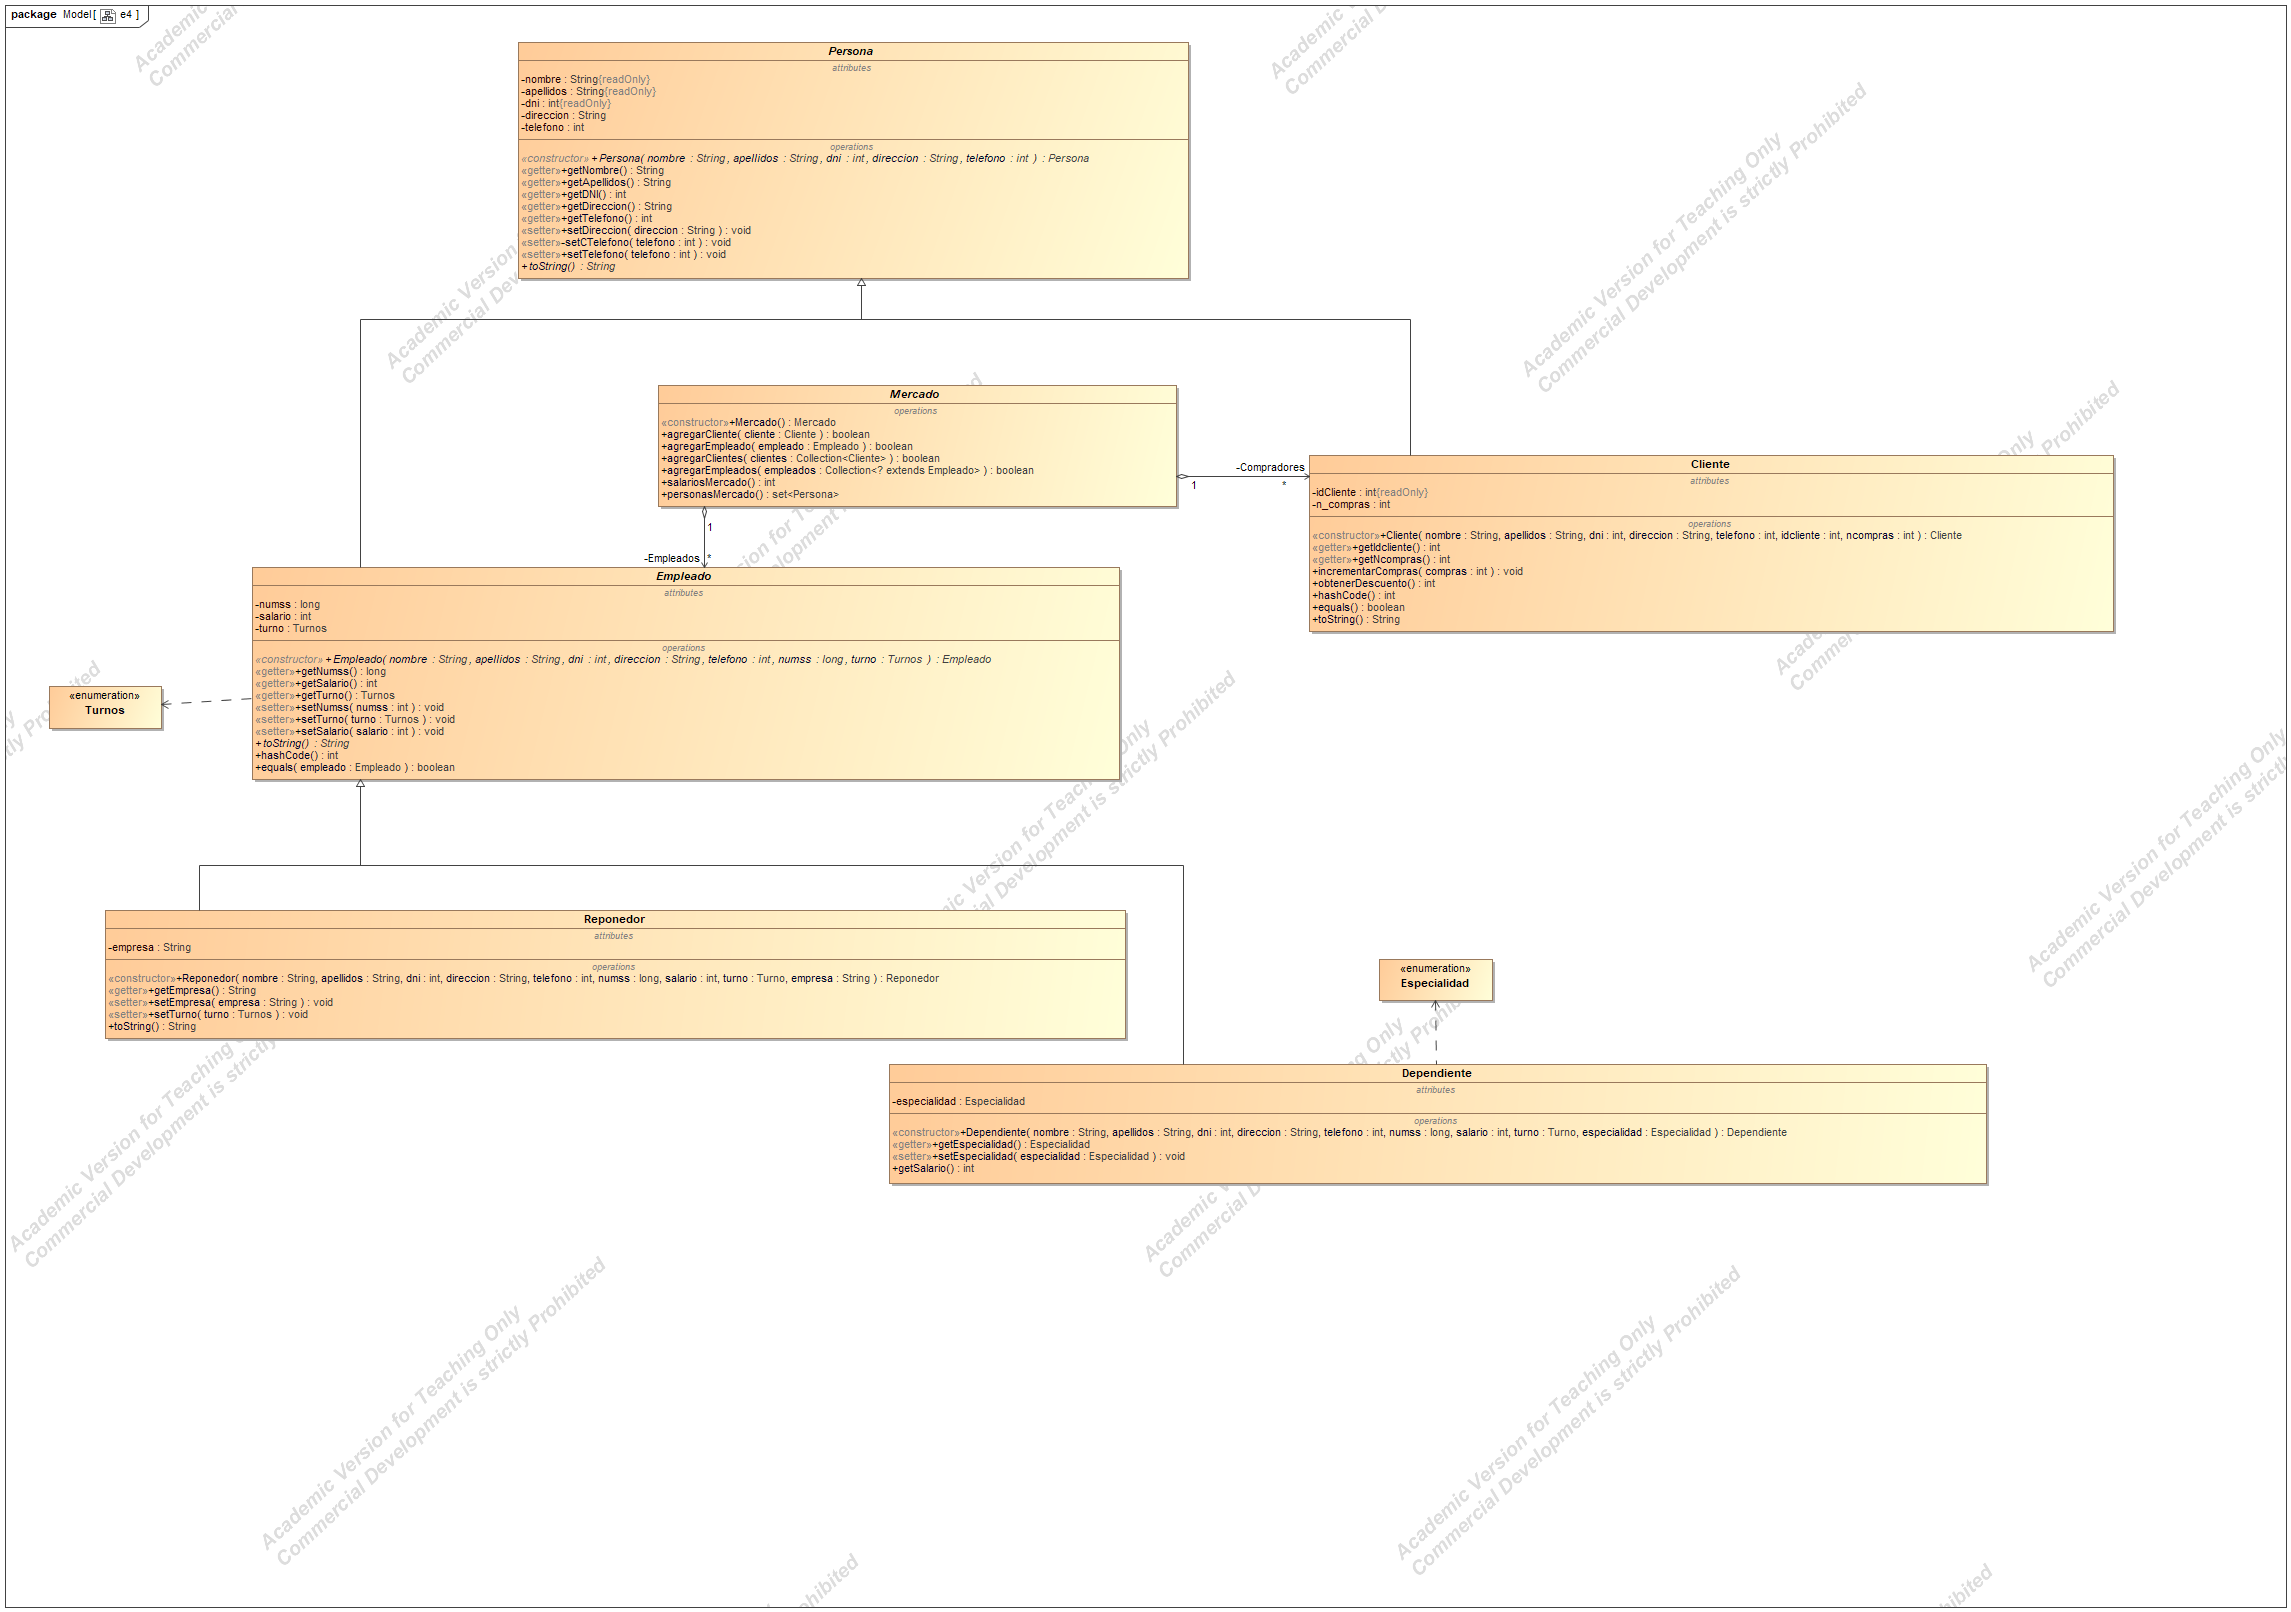 package Model[ e4 ]
Persona
attributes
-nombre : String{readOnly}
-apellidos : String{readOnly}
-dni : int{readOnly}
-direccion : String
-telefono : int
operations
«constructor» +Persona( nombre : String, apellidos : String, dni : int, direccion : String, telefono : int ) : Persona
«getter»+getNombre() : String
«getter»+getApellidos() : String
«getter»+getDNI() : int
«getter»+getDireccion() : String
«getter»+getTelefono() : int
«setter»+setDireccion( direccion : String ) : void
«setter»-setCTelefono( telefono : int ) : void
«setter»+setTelefono( telefono : int ) : void
+toString() : String
Mercado
operations
«constructor»+Mercado() : Mercado
+agregarCliente( cliente : Cliente ) : boolean
+agregarEmpleado( empleado : Empleado ) : boolean
+agregarClientes( clientes : Collection<Cliente> ) : boolean
+agregarEmpleados( empleados : Collection<? extends Empleado> ) : boolean
+salariosMercado() : int
+personasMercado() : set<Persona>
-Compradores
1
*
Cliente
attributes
-idCliente : int{readOnly}
-n_compras : int
operations
«constructor»+Cliente( nombre : String, apellidos : String, dni : int, direccion : String, telefono : int, idcliente : int, ncompras : int ) : Cliente
«getter»+getIdcliente() : int
«getter»+getNcompras() : int
+incrementarCompras( compras : int ) : void
+obtenerDescuento() : int
+hashCode() : int
+equals() : boolean
+toString() : String
1
-Empleados *
Empleado
attributes
-numss : long
-salario : int
-turno : Turnos
operations
«constructor» +Empleado( nombre : String, apellidos : String, dni : int, direccion : String, telefono : int, numss : long, turno : Turnos ) : Empleado
«getter»+getNumss() : long
«getter»+getSalario() : int
«getter»+getTurno() : Turnos
«setter»+setNumss( numss : int ) : void
«setter»+setTurno( turno : Turnos ) : void
«setter»+setSalario( salario : int ) : void
+toString() : String
+hashCode() : int
+equals( empleado : Empleado ) : boolean
«enumeration»
Turnos
Reponedor
attributes
-empresa : String
operations
«constructor»+Reponedor( nombre : String, apellidos : String, dni : int, direccion : String, telefono : int, numss : long, salario : int, turno : Turno, empresa : String ) : Reponedor
«getter»+getEmpresa() : String
«setter»+setEmpresa( empresa : String ) : void
«setter»+setTurno( turno : Turnos ) : void
+toString() : String
«enumeration»
Especialidad
Dependiente
attributes
-especialidad : Especialidad
operations
«constructor»+Dependiente( nombre : String, apellidos : String, dni : int, direccion : String, telefono : int, numss : long, salario : int, turno : Turno, especialidad : Especialidad ) : Dependiente
«getter»+getEspecialidad() : Especialidad
«setter»+setEspecialidad( especialidad : Especialidad ) : void
+getSalario() : int
Academic Version for Teaching Only
Commercial Development is strictly Prohibited